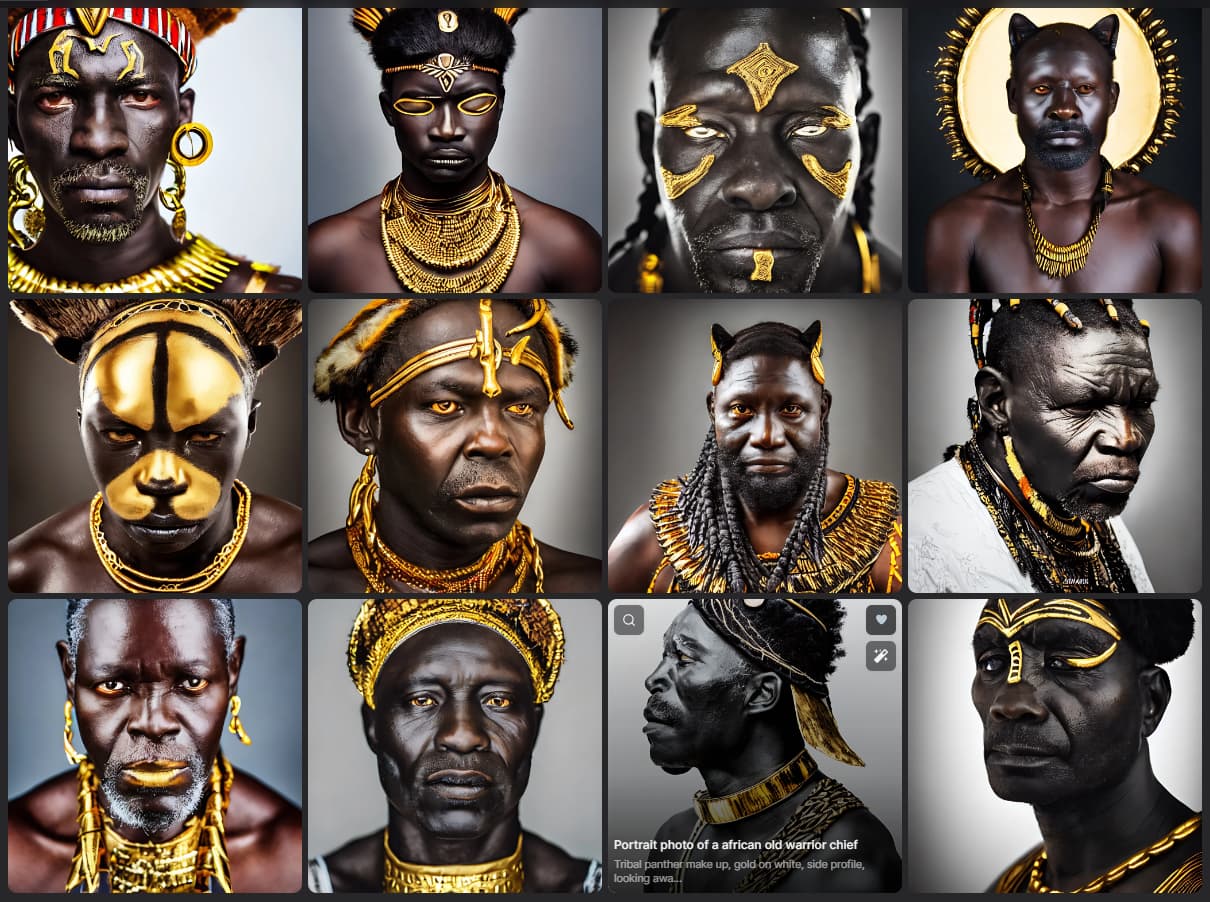 Portrait photo of a african old warrior chief
Tribal panther make up, gold on white, side profile,
looking awa...